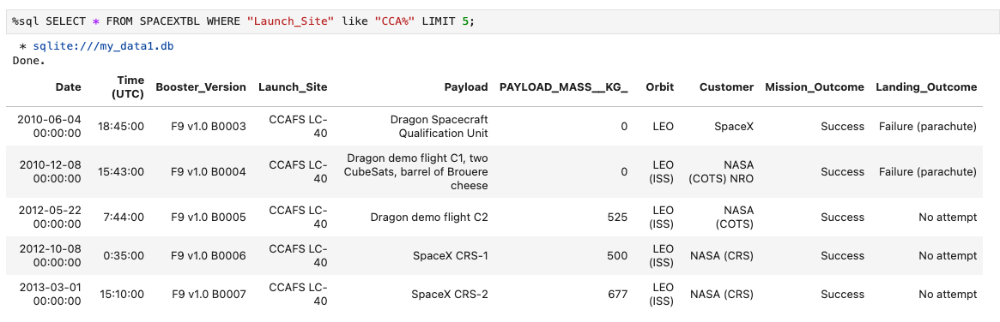 %sql SELECT * FROM SPACEXTBL WHERE "Launch_Site" like "CCA%" LIMIT 5;
* sqlite:///my_data1.db
Done.
Date Time (UTC) Booster_Version Launch_Site Payload PAYLOAD_MASS__KG_ Orbit Customer Mission_Outcome Landing_Outcome
2010-06-04 00:00:00 18:45:00 F9 v1.0 B0003 CCAFS LC-40 Dragon Spacecraft Qualification Unit 0 LEO SpaceX Success Failure (parachute)
2010-12-08 00:00:00 15:43:00 F9 v1.0 B0004 CCAFS LC-40 Dragon demo flight C1, two CubeSats, barrel of Brouere cheese 0 LEO (ISS) NASA (COTS) NRO Success Failure (parachute)
2012-05-22 00:00:00 7:44:00 F9 v1.0 B0005 CCAFS LC-40 Dragon demo flight C2 525 LEO (ISS) NASA (COTS) Success No attempt
2012-10-08 00:00:00 0:35:00 F9 v1.0 B0006 CCAFS LC-40 SpaceX CRS-1 500 LEO (ISS) NASA (CRS) Success No attempt
2013-03-01 00:00:00 15:10:00 F9 v1.0 B0007 CCAFS LC-40 SpaceX CRS-2 677 LEO (ISS) NASA (CRS) Success No attempt